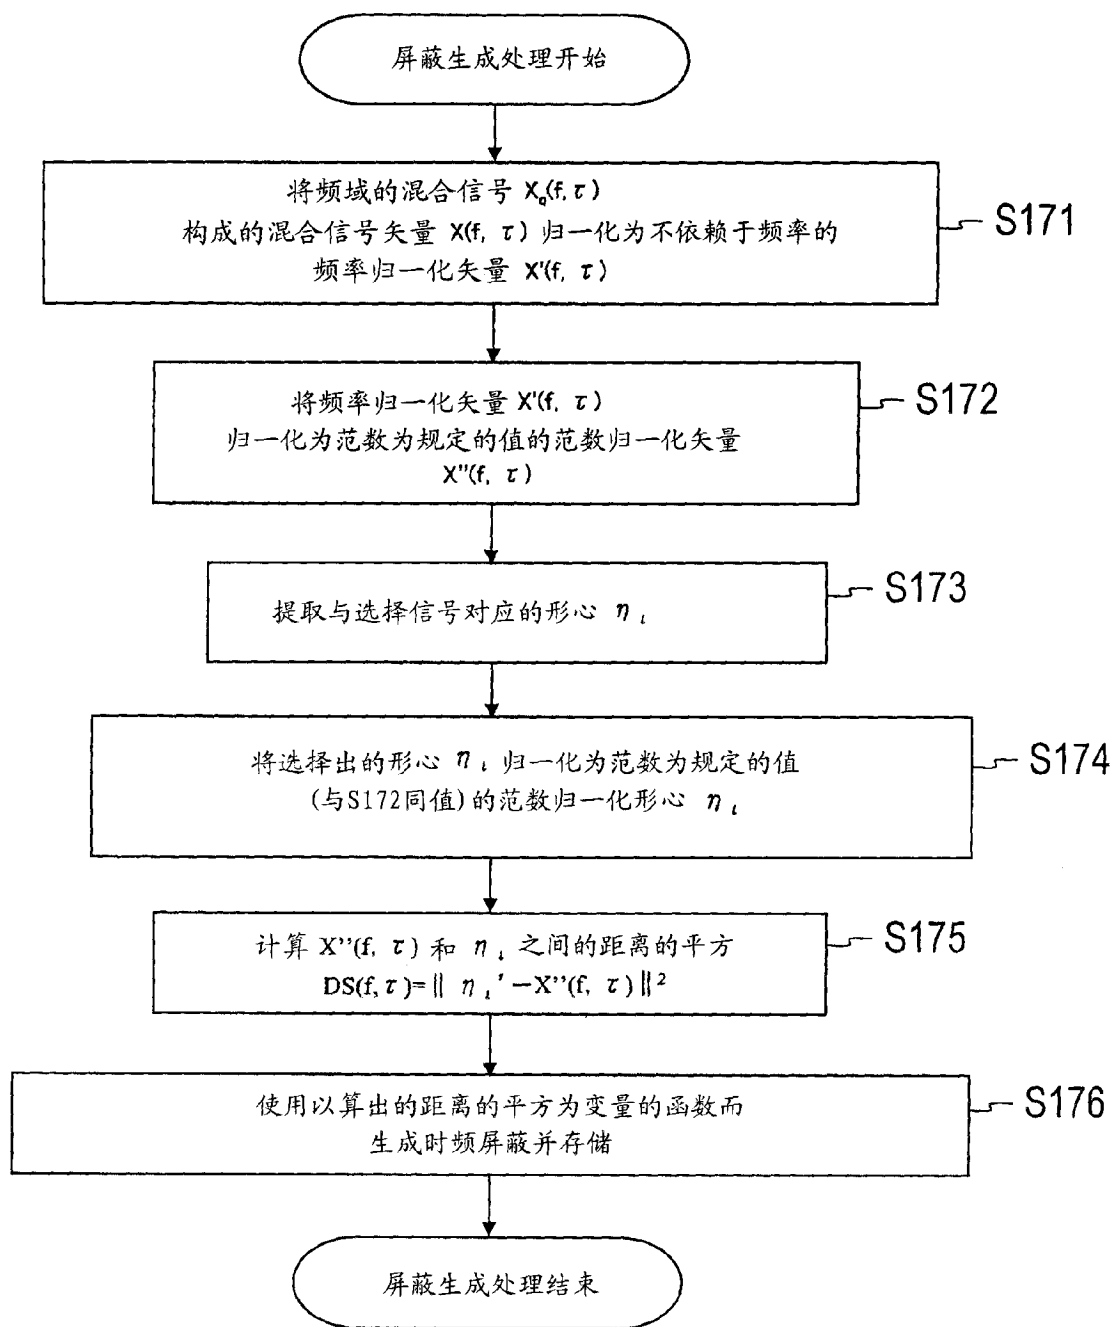 屏蔽生成处理开始
将频域的混合信号 Xq(f,τ)
构成的混合信号矢量 X(f, τ) 归一化为不依赖于频率的
频率归一化矢量 X'(f, τ)
S171
将频率归一化矢量 X'(f, τ)
归一化为范数为规定的值的范数归一化矢量
X''(f, τ)
S172
提取与选择信号对应的形心 η ι
S173
将选择出的形心 η ι 归一化为范数为规定的值
(与S172同值)的范数归一化形心 η ι
S174
计算 X''(f, τ) 和 η ι 之间的距离的平方
DS(f,τ)=‖ η ι' −X''(f, τ)‖²
S175
使用以算出的距离的平方为变量的函数而
生成时频屏蔽并存储
S176
屏蔽生成处理结束